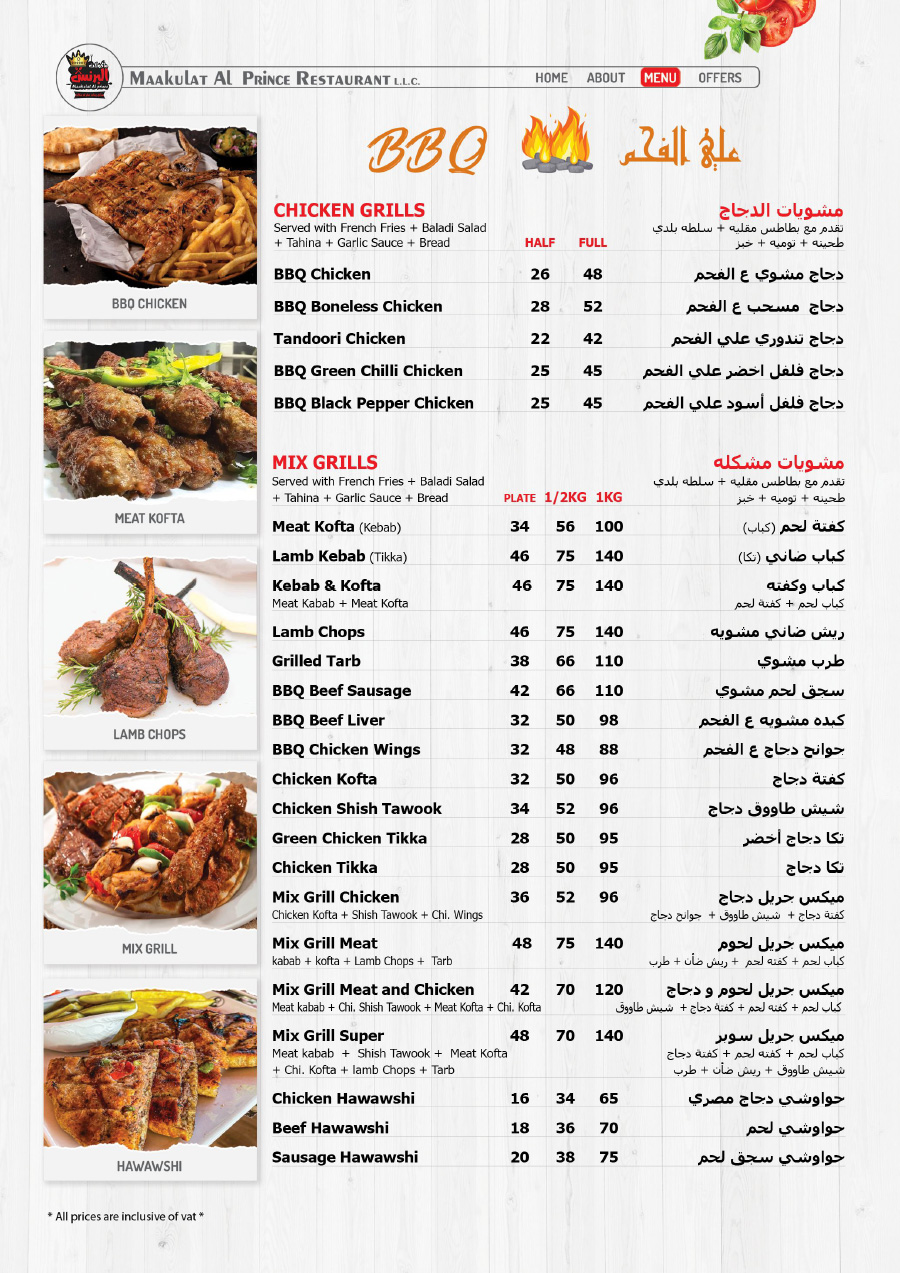 البرنس
Maakulat Al prince
MAAKULAT AL PRINCE RESTAURANT L.L.C.
HOME ABOUT MENU OFFERS
BBQ علي الفحم
BBQ CHICKEN
MEAT KOFTA
LAMB CHOPS
MIX GRILL
HAWAWSHI
CHICKEN GRILLS مشويات الدجاج
Served with French Fries + Baladi Salad تقدم مع بطاطس مقليه + سلطه بلدي
+ Tahina + Garlic Sauce + Bread HALF FULL طحينه + توميه + خبز
BBQ Chicken 26 48 دجاج مشوي ع الفحم
BBQ Boneless Chicken 28 52 دجاج مسحب ع الفحم
Tandoori Chicken 22 42 دجاج تندوري علي الفحم
BBQ Green Chilli Chicken 25 45 دجاج فلفل اخضر علي الفحم
BBQ Black Pepper Chicken 25 45 دجاج فلفل أسود علي الفحم
MIX GRILLS مشويات مشكله
Served with French Fries + Baladi Salad تقدم مع بطاطس مقليه + سلطه بلدي
+ Tahina + Garlic Sauce + Bread PLATE 1/2KG 1KG طحينه + توميه + خبز
Meat Kofta (Kebab) 34 56 100 كفتة لحم (كباب)
Lamb Kebab (Tikka) 46 75 140 كباب ضاني (تكا)
Kebab & Kofta 46 75 140 كباب وكفته
Meat Kabab + Meat Kofta كباب لحم + كفتة لحم
Lamb Chops 46 75 140 ريش ضاني مشويه
Grilled Tarb 38 66 110 طرب مشوي
BBQ Beef Sausage 42 66 110 سجق لحم مشوي
BBQ Beef Liver 32 50 98 كبده مشويه ع الفحم
BBQ Chicken Wings 32 48 88 جوانح دجاج ع الفحم
Chicken Kofta 32 50 96 كفتة دجاج
Chicken Shish Tawook 34 52 96 شيش طاووق دجاج
Green Chicken Tikka 28 50 95 تكا دجاج أخضر
Chicken Tikka 28 50 95 تكا دجاج
Mix Grill Chicken 36 52 96 ميكس جريل دجاج
Chicken Kofta + Shish Tawook + Chi. Wings كفتة دجاج + شيش طاووق + جوانح دجاج
Mix Grill Meat 48 75 140 ميكس جريل لحوم
kabab + kofta + Lamb Chops + Tarb كباب لحم + كفته لحم + ريش ضأن + طرب
Mix Grill Meat and Chicken 42 70 120 ميكس جريل لحوم و دجاج
Meat kabab + Chi. Shish Tawook + Meat Kofta + Chi. Kofta كباب لحم + كفته لحم + كفتة دجاج + شيش طاووق
Mix Grill Super 48 70 140 ميكس جريل سوبر
Meat kabab + Shish Tawook + Meat Kofta كباب لحم + كفته لحم + كفتة دجاج
+ Chi. Kofta + lamb Chops + Tarb شيش طاووق + ريش ضأن + طرب
Chicken Hawawshi 16 34 65 حواوشي دجاج مصري
Beef Hawawshi 18 36 70 حواوشي لحم
Sausage Hawawshi 20 38 75 حواوشي سجق لحم
* All prices are inclusive of vat *